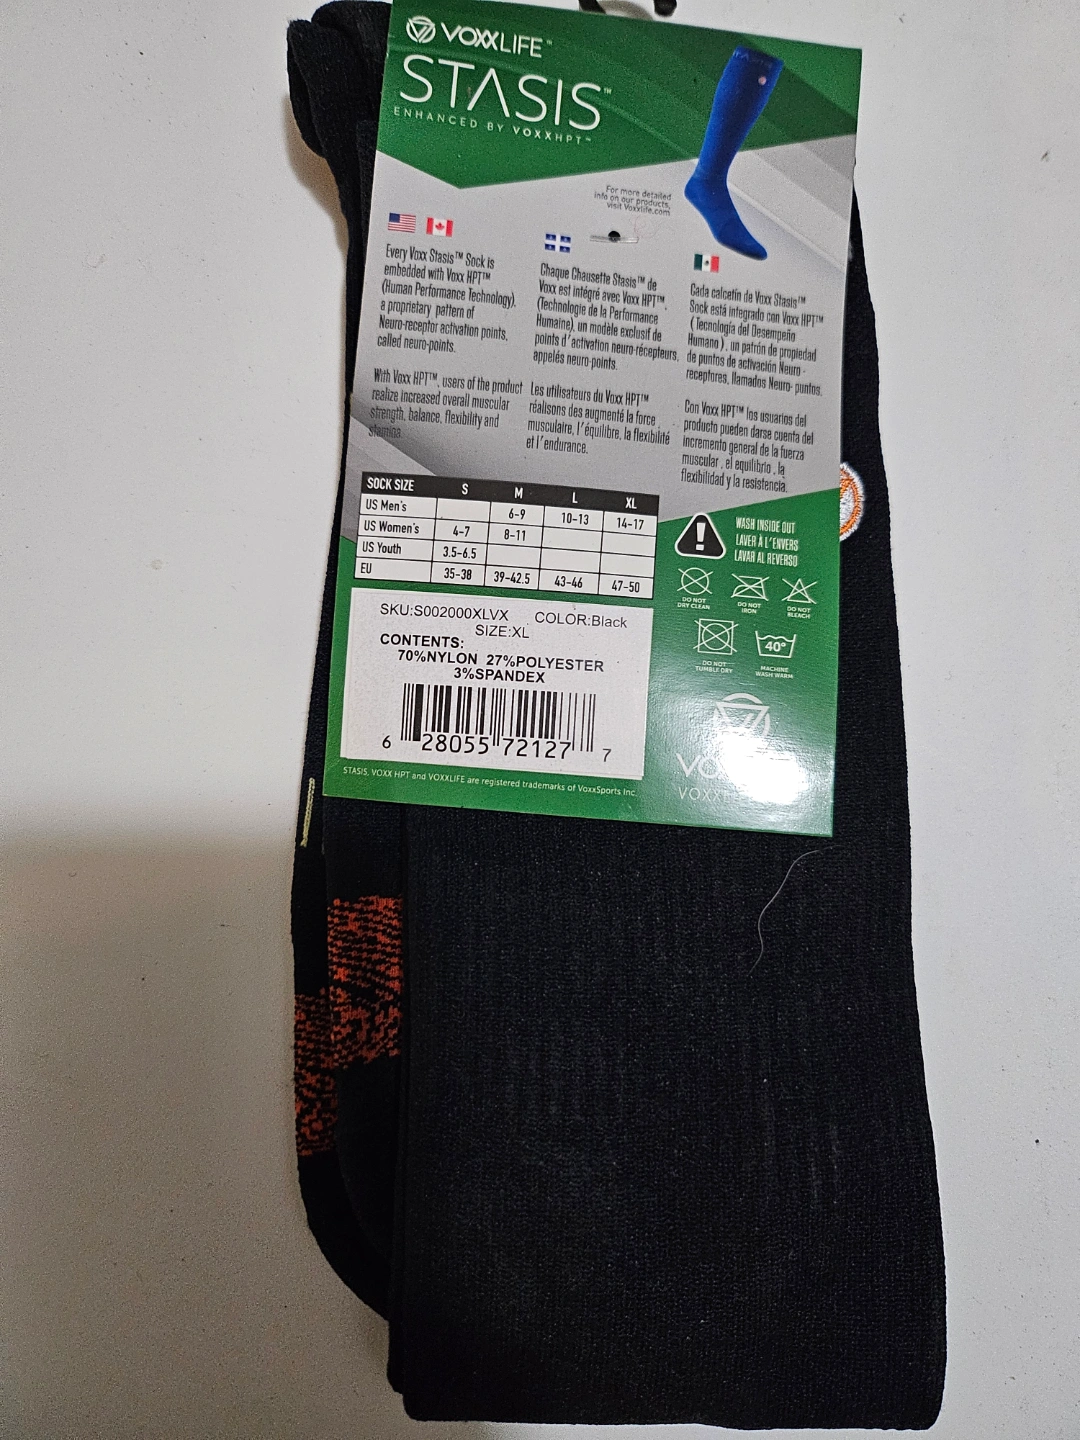 VOXXLIFE™
STASIS™
ENHANCED BY VOXXHPT™
For more detailed
info on our products,
visit Voxxlife.com
Every Voxx Stasis™ Sock is
embedded with Voxx HPT™
(Human Performance Technology),
a proprietary pattern of
Neuro-receptor activation points,
called neuro-points.
With Voxx HPT™, users of the product
realize increased overall muscular
strength, balance, flexibility and
stamina.
Chaque Chaussette Stasis™ de
Voxx est intégré avec Voxx HPT™,
(Technologie de la Performance
Humaine), un modèle exclusif de
points d'activation neuro-récepteurs,
appelés neuro-points.
Les utilisateurs du Voxx HPT™
réalisons des augmenté la force
musculaire, l'équilibre, la flexibilité
et l'endurance.
Cada calcetín de Voxx Stasis™
Sock está integrado con Voxx HPT™
(Tecnología del Desempeño
Humano), un patrón de propiedad
de puntos de activación Neuro-
receptores, llamados Neuro- puntos.
Con Voxx HPT™ los usuarios del
producto pueden darse cuenta del
incremento general de la fuerza
muscular , el equilibrio , la
flexibilidad y la resistencia.
SOCK SIZE S M L XL
US Men's 6-9 10-13 14-17
US Women's 4-7 8-11
US Youth 3.5-6.5
EU 35-38 39-42.5 43-46 47-50
WASH INSIDE OUT
LAVER À L'ENVERS
LAVAR AL REVERSO
DO NOT
DRY CLEAN
DO NOT
IRON
DO NOT
BLEACH
DO NOT
TUMBLE DRY
40°
MACHINE
WASH WARM
SKU:S002000XLVX COLOR:Black
SIZE:XL
CONTENTS:
70%NYLON 27%POLYESTER
3%SPANDEX
6 28055 72127 7
STASIS, VOXX HPT and VOXXLIFE are registered trademarks of VoxxSports Inc.